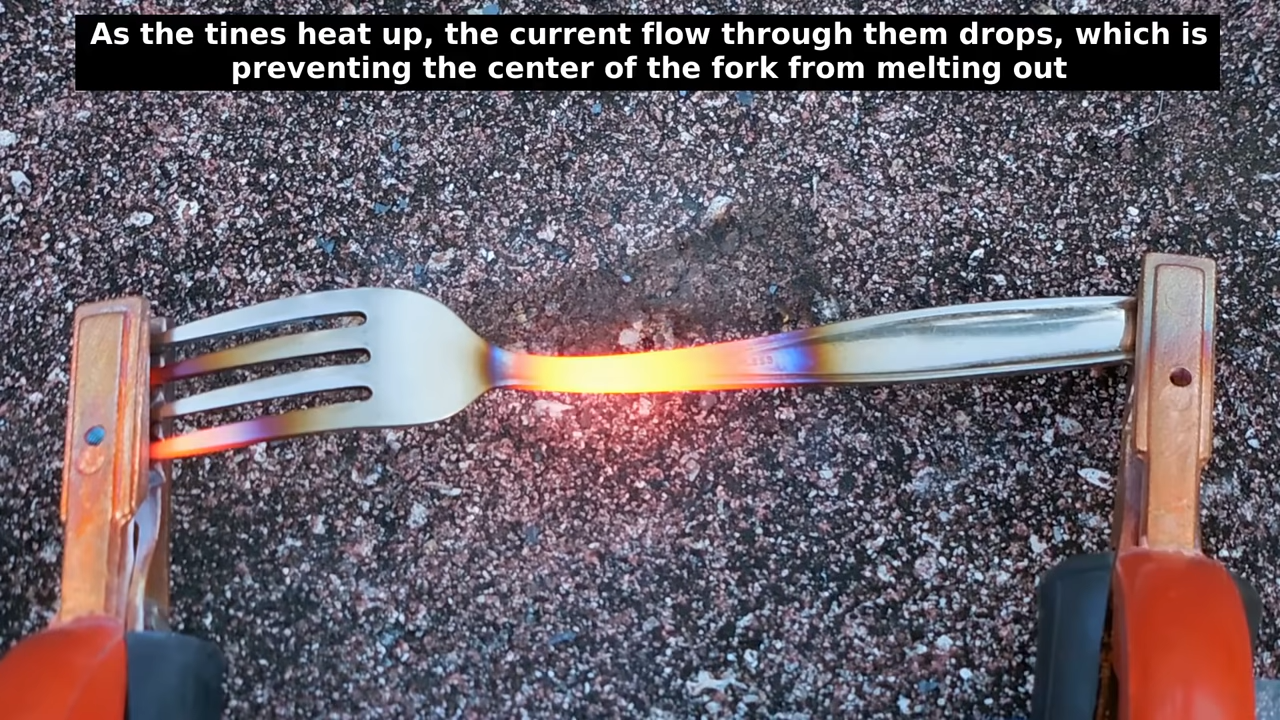 As the tines heat up, the current flow through them drops, which is
preventing the center of the fork from melting out